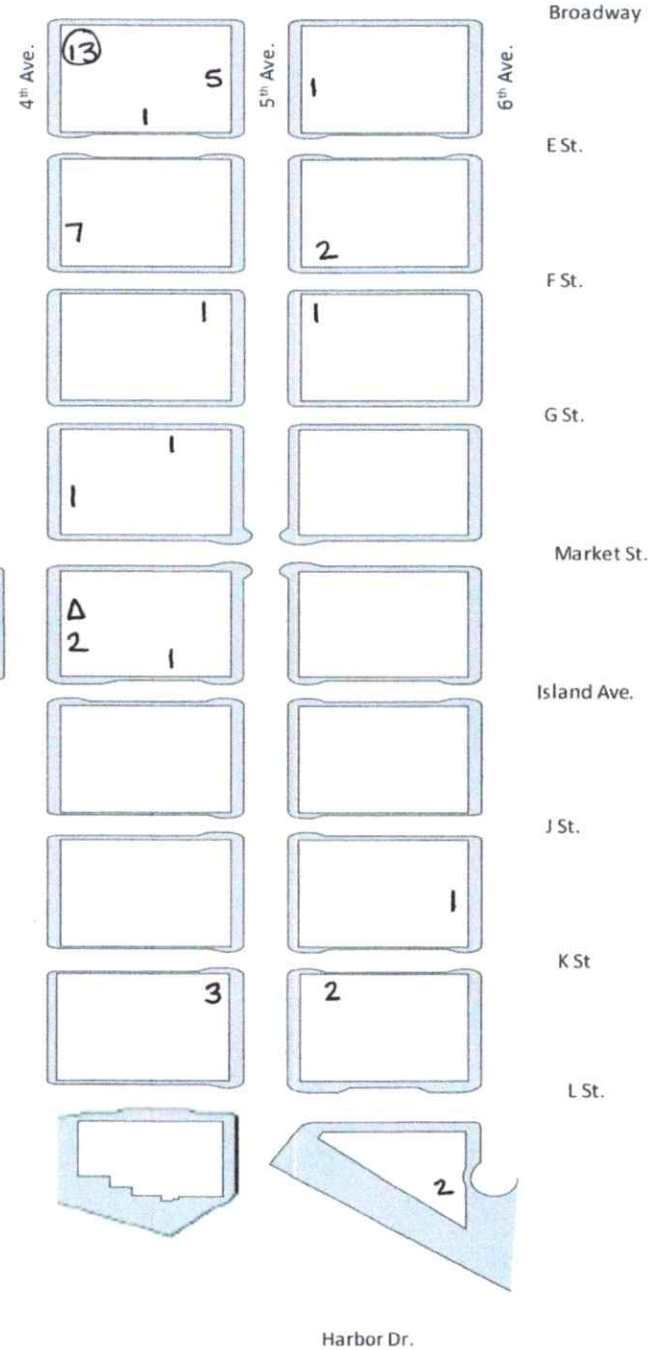 Broadway
4th Ave.
5th Ave.
6th Ave.
13
5
1
1
E St.
7
2
F St.
1
1
G St.
1
1
Market St.
Δ
2
1
Island Ave.
J St.
1
K St
3
2
L St.
2
Harbor Dr.